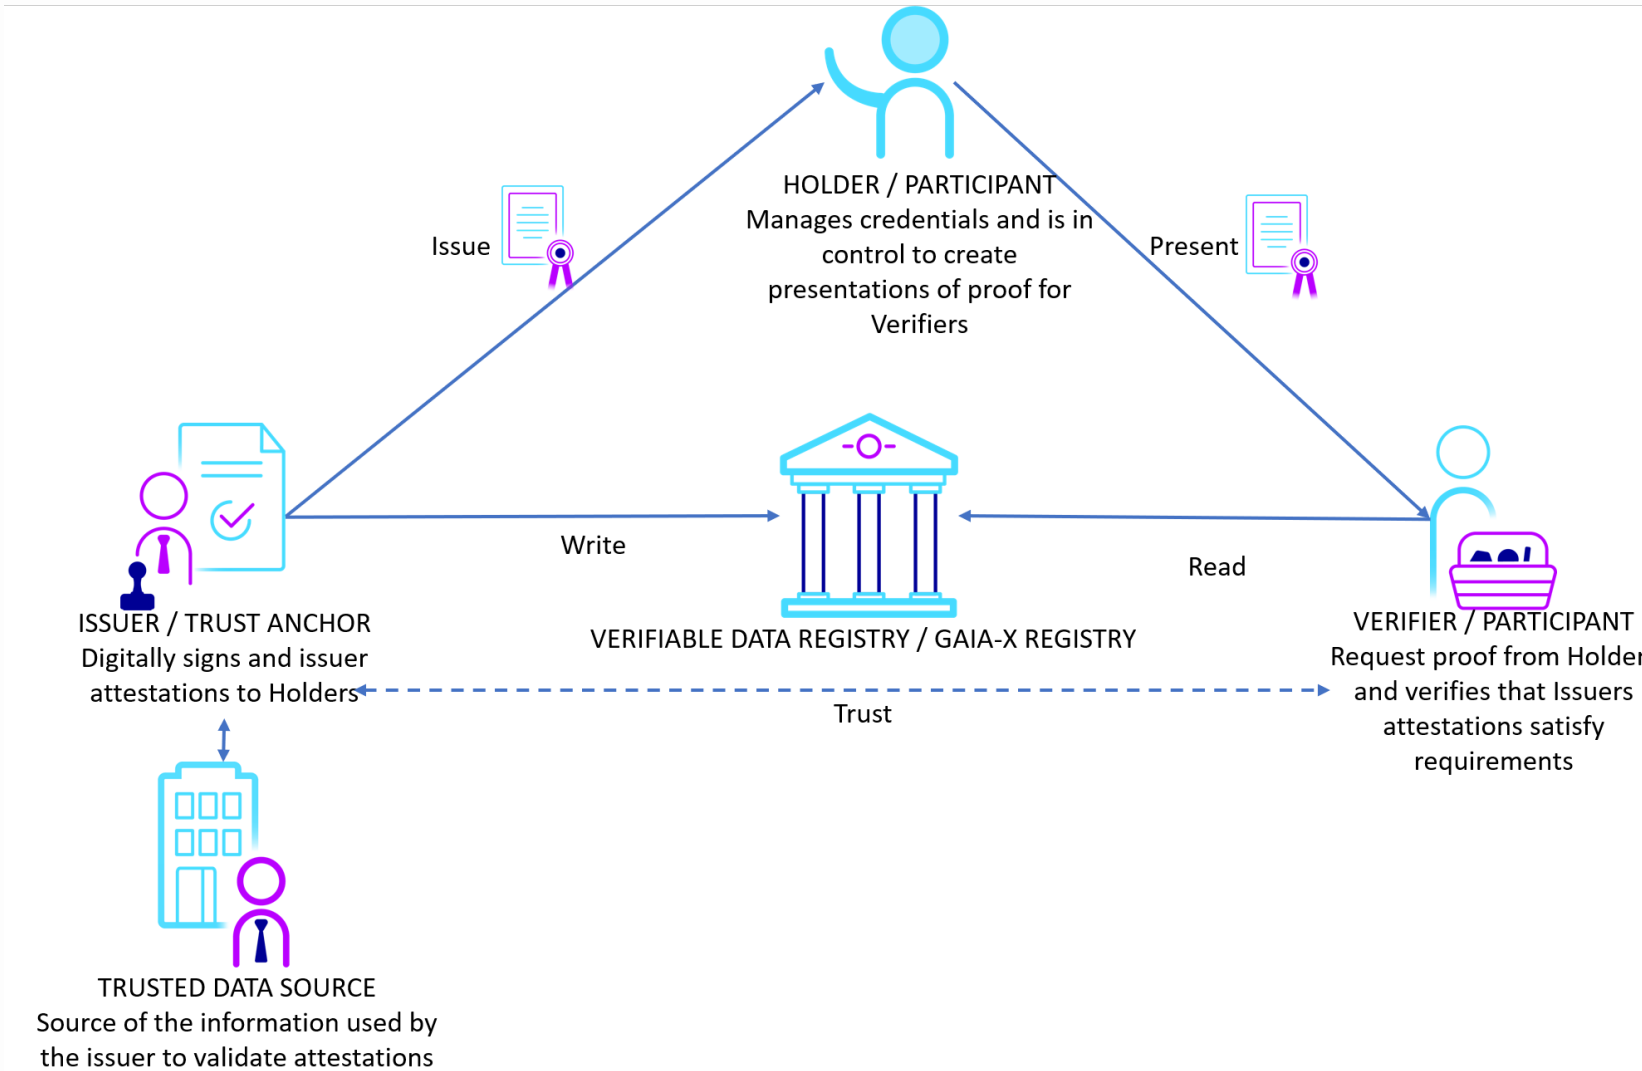 HOLDER / PARTICIPANT
Manages credentials and is in
control to create
presentations of proof for
Verifiers
Issue
Present
Write
Read
ISSUER / TRUST ANCHOR
Digitally signs and issuer
attestations to Holders
VERIFIABLE DATA REGISTRY / GAIA-X REGISTRY
VERIFIER / PARTICIPANT
Request proof from Holder
and verifies that Issuers
attestations satisfy
requirements
Trust
TRUSTED DATA SOURCE
Source of the information used by
the issuer to validate attestations